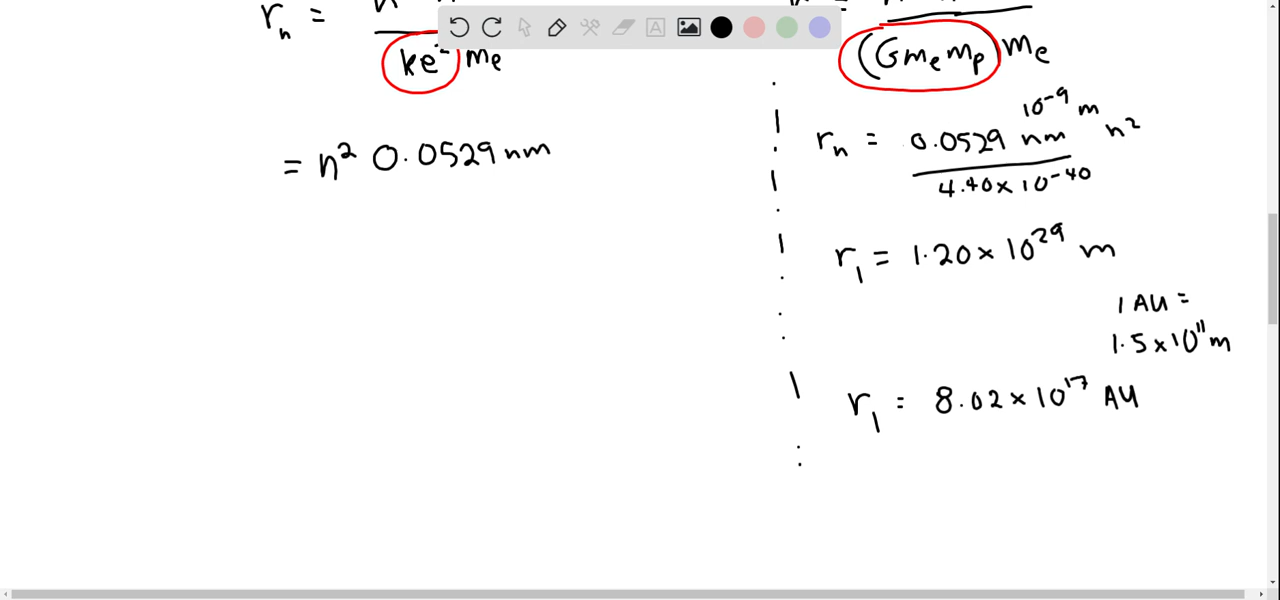 rₙ =
ke² mₑ
= n² 0.0529 nm
(Gmₑmₚ)mₑ
10⁻⁹ m
rₙ = 0.0529 nm n²
4.40×10⁻⁴⁰
r₁ = 1.20×10²⁹ m
1 AU =
1.5×10¹¹ m
r₁ = 8.02×10¹⁷ AU